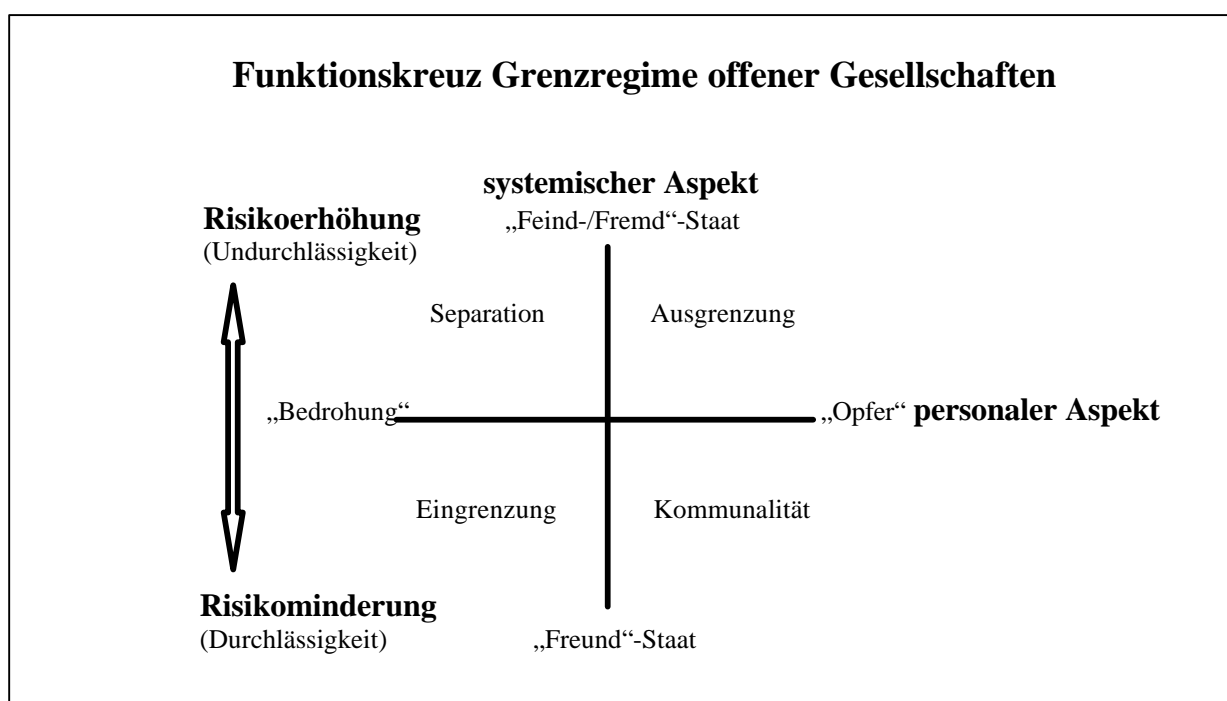 Funktionskreuz Grenzregime offener Gesellschaften
systemischer Aspekt
Risikoerhöhung
„Feind-/Fremd“-Staat
(Undurchlässigkeit)
Separation
Ausgrenzung
„Bedrohung“
„Opfer“ personaler Aspekt
Eingrenzung
Kommunalität
Risikominderung
(Durchlässigkeit)
„Freund“-Staat